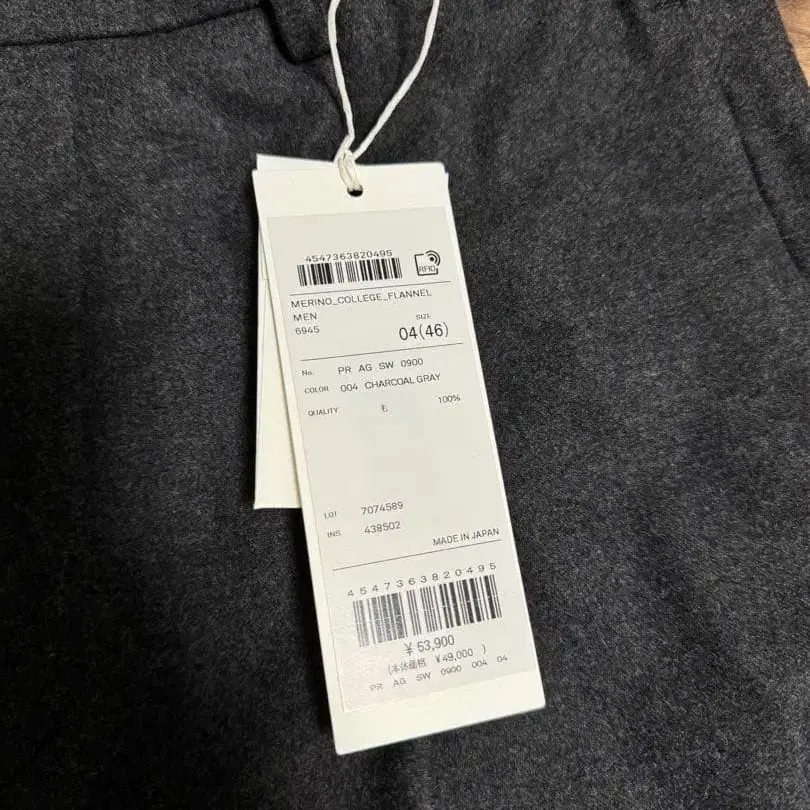 4547363820495
RFID
MERINO_COLLEGE_FLANNEL
MEN
6945
SIZE
04(46)
No. PR AG SW 0900
COLOR 004 CHARCOAL GRAY
QUALITY 毛 100%
LOT 7074589
INS 438502
MADE IN JAPAN
4547363820495
¥53,900
(本体価格 ¥49,000 )
PR AG SW 0900 004 04